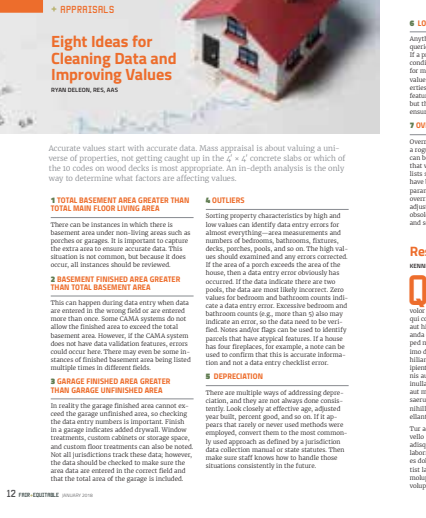 + APPRAISALS
Eight Ideas for
Cleaning Data and
Improving Values
RYAN DELEON, RES, AAS
Accurate values start with accurate data. Mass appraisal is about valuing a uni-
verse of properties, not getting caught up in the 4' × 4' concrete slabs or which of
the 10 codes on wood decks is most appropriate. An in-depth analysis is the only
way to determine what factors are affecting values.
1 TOTAL BASEMENT AREA GREATER THAN
TOTAL MAIN FLOOR LIVING AREA
There can be instances in which there is
basement area under non-living areas such as
porches or garages. It is important to capture
the extra area to ensure accurate data. This
situation is not common, but because it does
occur, all instances should be reviewed.
2 BASEMENT FINISHED AREA GREATER
THAN TOTAL BASEMENT AREA
This can happen during data entry when data
are entered in the wrong field or are entered
more than once. Some CAMA systems do not
allow the finished area to exceed the total
basement area. However, if the CAMA system
does not have data validation features, errors
could occur here. There may even be some in-
stances of finished basement area being listed
multiple times in different fields.
3 GARAGE FINISHED AREA GREATER
THAN GARAGE UNFINISHED AREA
In reality the garage finished area cannot ex-
ceed the garage unfinished area, so checking
the data entry numbers is important. Finish
in a garage indicates added drywall. Window
treatments, custom cabinets or storage space,
and custom floor treatments can also be noted.
Not all jurisdictions track these data; however,
the data should be checked to make sure the
area data are entered in the correct field and
that the total area of the garage is included.
4 OUTLIERS
Sorting property characteristics by high and
low values can identify data entry errors for
almost everything—area measurements and
numbers of bedrooms, bathrooms, fixtures,
decks, porches, pools, and so on. The high val-
ues should be examined and any errors corrected.
If the area of a porch exceeds the area of the
house, then a data entry error obviously has
occurred. If the data indicate there are two
pools, the data are most likely incorrect. Zero
values for bedroom and bathroom counts indi-
cate a data entry error. Excessive bedroom and
bathroom counts (e.g., more than 5) also may
indicate an error, so the data need to be veri-
fied. Notes and/or flags can be used to identify
parcels that have atypical features. If a house
has four fireplaces, for example, a note can be
used to confirm that this is accurate informa-
tion and not a data entry checklist error.
5 DEPRECIATION
There are multiple ways of addressing depre-
ciation, and they are not always done consis-
tently. Look closely at effective age, adjusted
year built, percent good, and so on. If it ap-
pears that rarely or never used methods were
employed, convert them to the most common-
ly used approach as defined by a jurisdiction
data collection manual or state statutes. Then
make sure staff knows how to handle those
situations consistently in the future.
12 FAIR+EQUITABLE JANUARY 2018